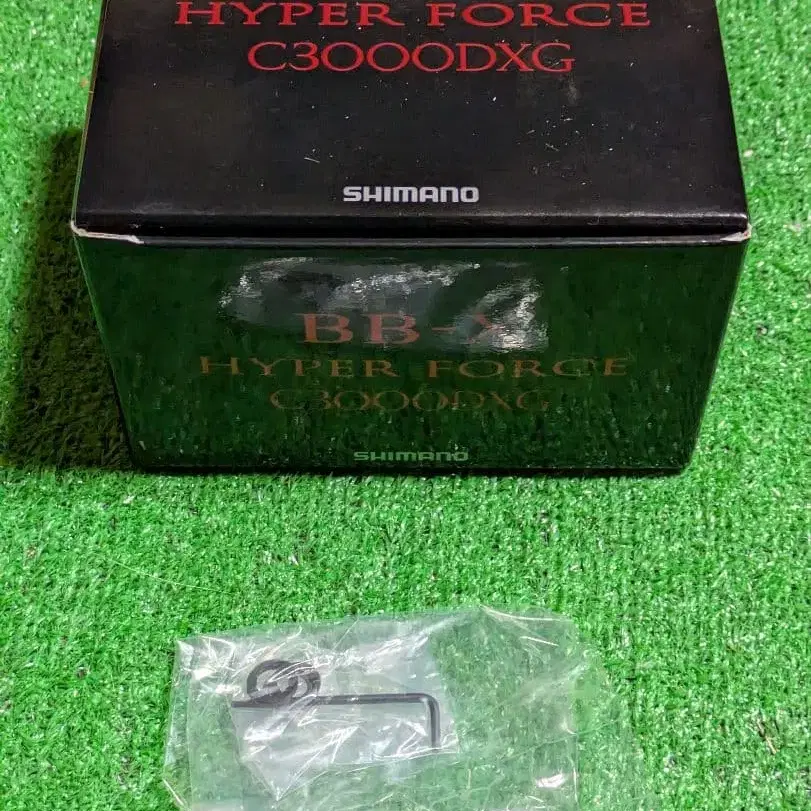 HYPER FORCE
C3000DXG
SHIMANO
BB-X
HYPER FORCE
C3000DXG
SHIMANO